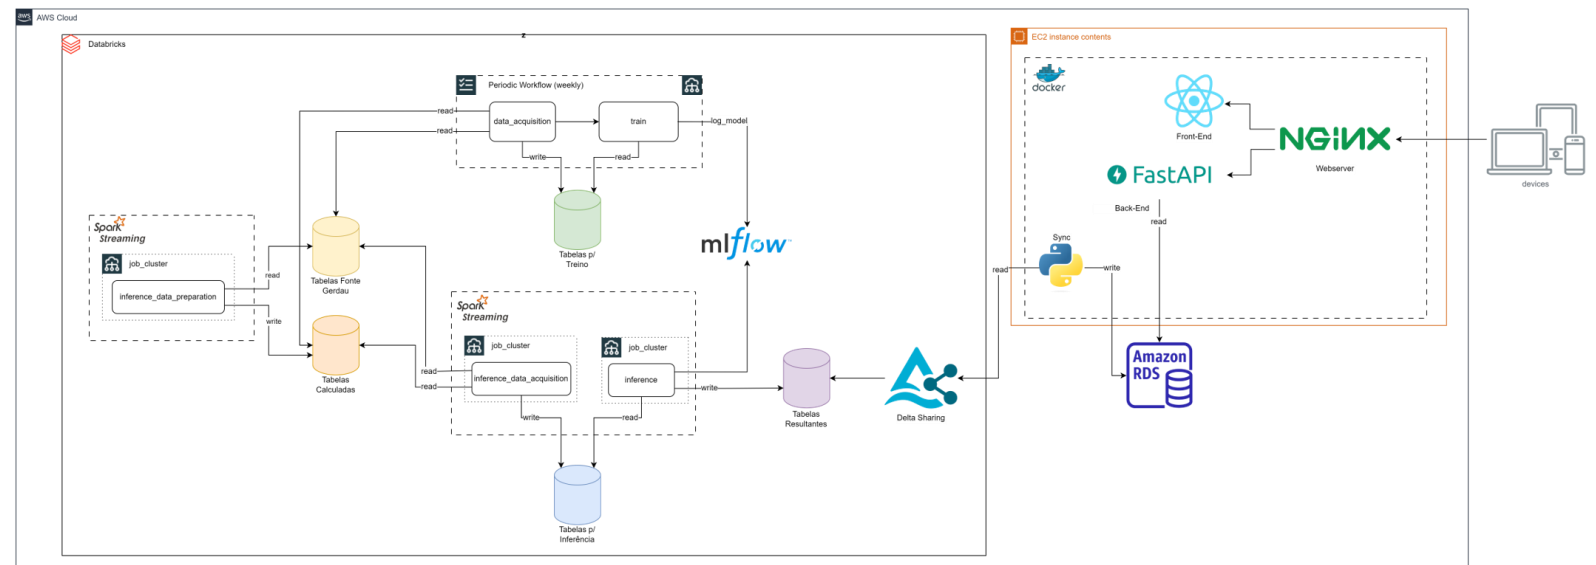 aws
AWS Cloud
Databricks
z
EC2 instance contents
docker
Periodic Workflow (weekly)
data_acquisition
train
read
read
write
read
log_model
Tabelas p/
Treino
Spark
Streaming
job_cluster
inference_data_preparation
read
write
Tabelas Fonte
Gerdau
Tabelas
Calculadas
mlflow
Spark
Streaming
job_cluster
inference_data_acquisition
job_cluster
inference
read
read
write
read
write
Tabelas p/
Inferência
Tabelas
Resultantes
Delta Sharing
read
Front-End
NGINX
Webserver
FastAPI
Back-End
read
Sync
write
Amazon
RDS
devices